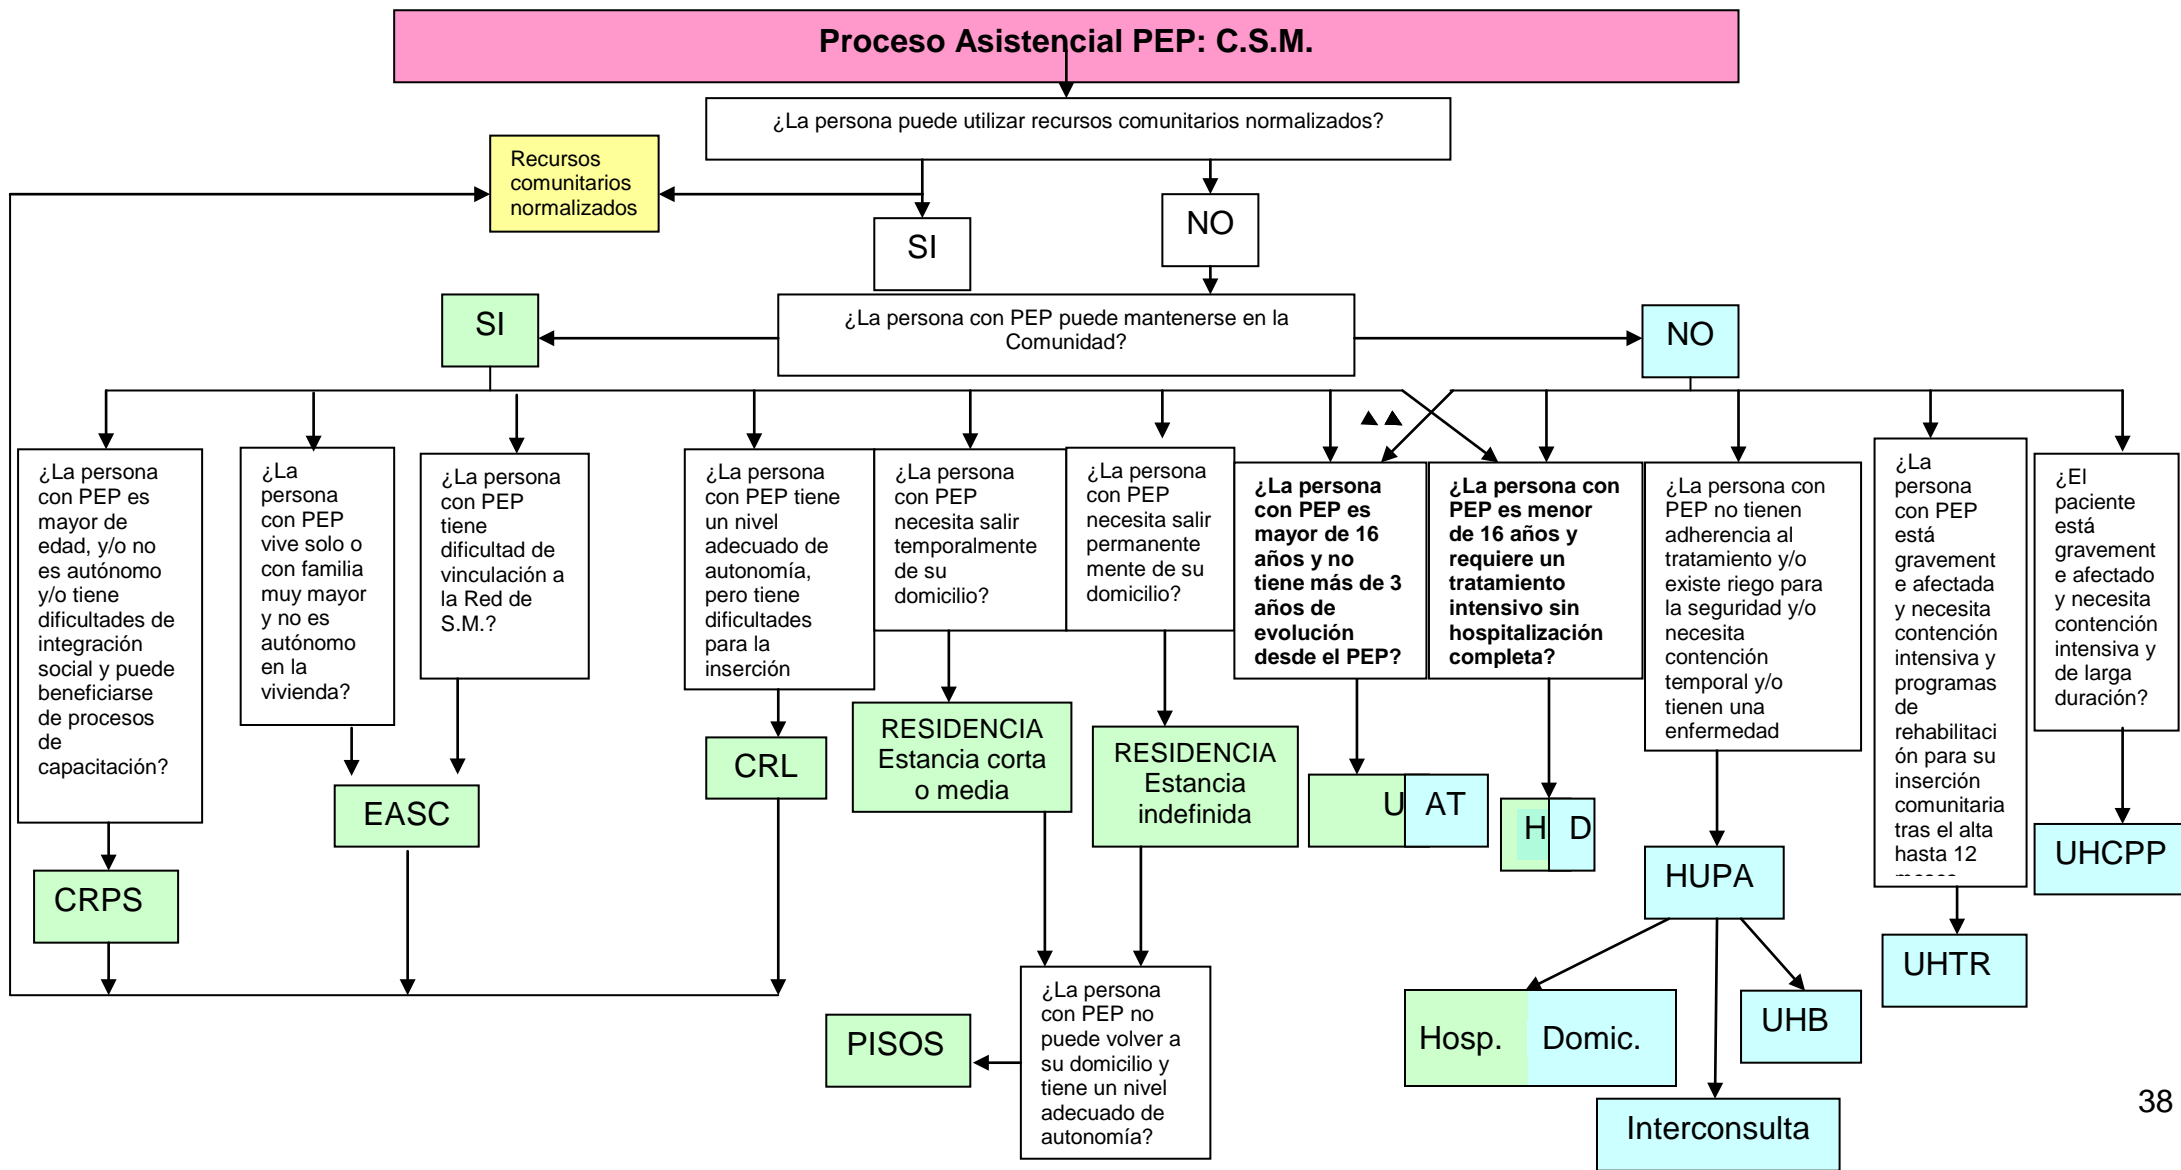 Proceso Asistencial PEP: C.S.M.
¿La persona puede utilizar recursos comunitarios normalizados?
Recursos
comunitarios
normalizados
SI
NO
SI
¿La persona con PEP puede mantenerse en la
Comunidad?
NO
¿La persona
con PEP es
mayor de
edad, y/o no
es autónomo
y/o tiene
dificultades de
integración
social y puede
beneficiarse
de procesos
de
capacitación?
¿La
persona
con PEP
vive solo o
con familia
muy mayor
y no es
autónomo
en la
vivienda?
¿La persona
con PEP
tiene
dificultad de
vinculación a
la Red de
S.M.?
¿La persona
con PEP tiene
un nivel
adecuado de
autonomía,
pero tiene
dificultades
para la
inserción
¿La persona
con PEP
necesita salir
temporalmente
de su
domicilio?
¿La persona
con PEP
necesita salir
permanente
mente de su
domicilio?
¿La persona
con PEP es
mayor de 16
años y no
tiene más de 3
años de
evolución
desde el PEP?
¿La persona con
PEP es menor
de 16 años y
requiere un
tratamiento
intensivo sin
hospitalización
completa?
¿La persona con
PEP no tienen
adherencia al
tratamiento y/o
existe riego para
la seguridad y/o
necesita
contención
temporal y/o
tienen una
enfermedad
¿La
persona
con PEP
está
gravement
e afectada
y necesita
contención
intensiva y
programas
de
rehabilitaci
ón para su
inserción
comunitaria
tras el alta
hasta 12
¿El
paciente
está
gravement
e afectado
y necesita
contención
intensiva y
de larga
duración?
CRPS
EASC
CRL
RESIDENCIA
Estancia corta
o media
RESIDENCIA
Estancia
indefinida
U AT
H D
HUPA
UHTR
UHCPP
PISOS
¿La persona
con PEP no
puede volver a
su domicilio y
tiene un nivel
adecuado de
autonomía?
Hosp. Domic.
UHB
Interconsulta
38